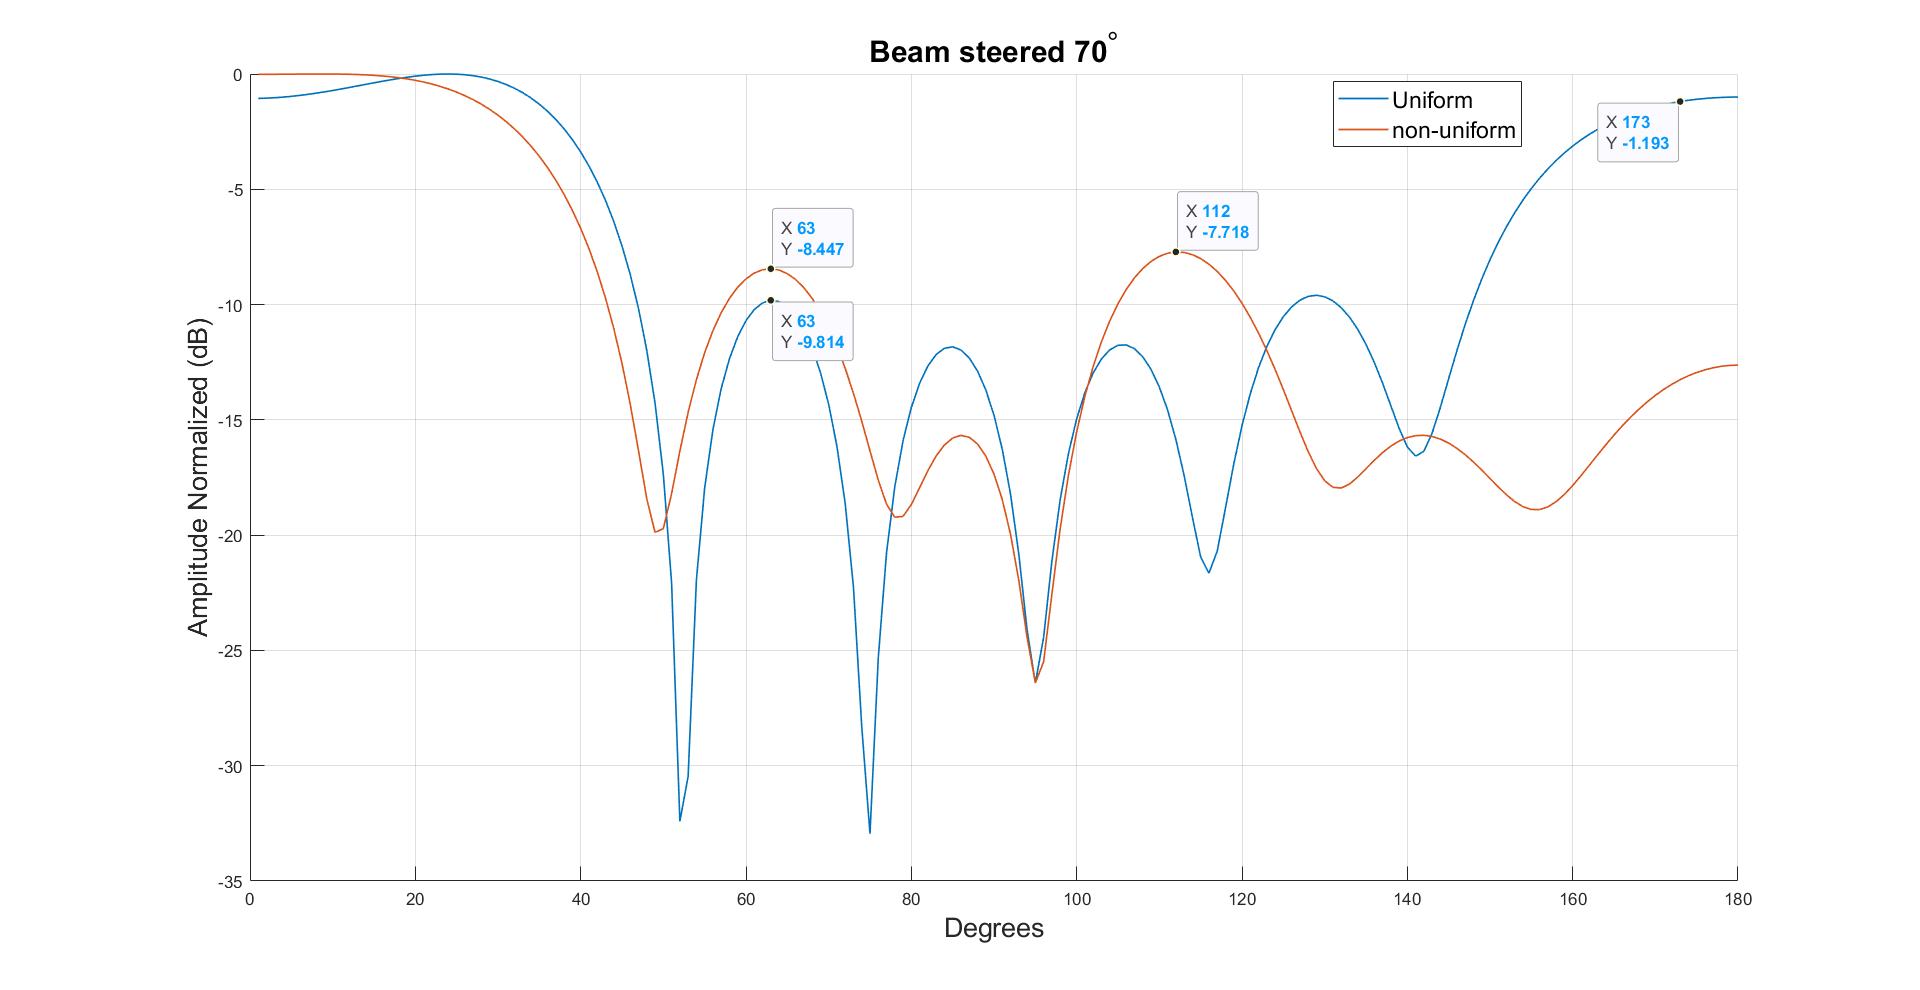 Beam steered 70°
Amplitude Normalized (dB)
0
-5
-10
-15
-20
-25
-30
-35
Uniform
non-uniform
X 173
Y -1.193
X 63
Y -8.447
X 112
Y -7.718
X 63
Y -9.814
0 20 40 60 80 100 120 140 160 180
Degrees